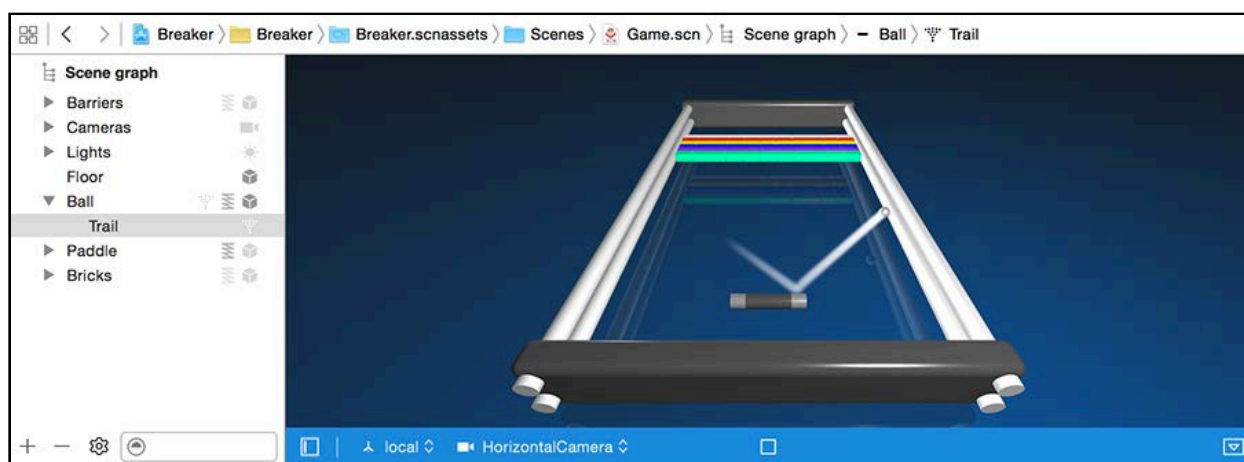 Breaker Breaker Breaker.scnassets Scenes Game.scn Scene graph Ball Trail
Scene graph
Barriers
Cameras
Lights
Floor
Ball
Trail
Paddle
Bricks
local HorizontalCamera